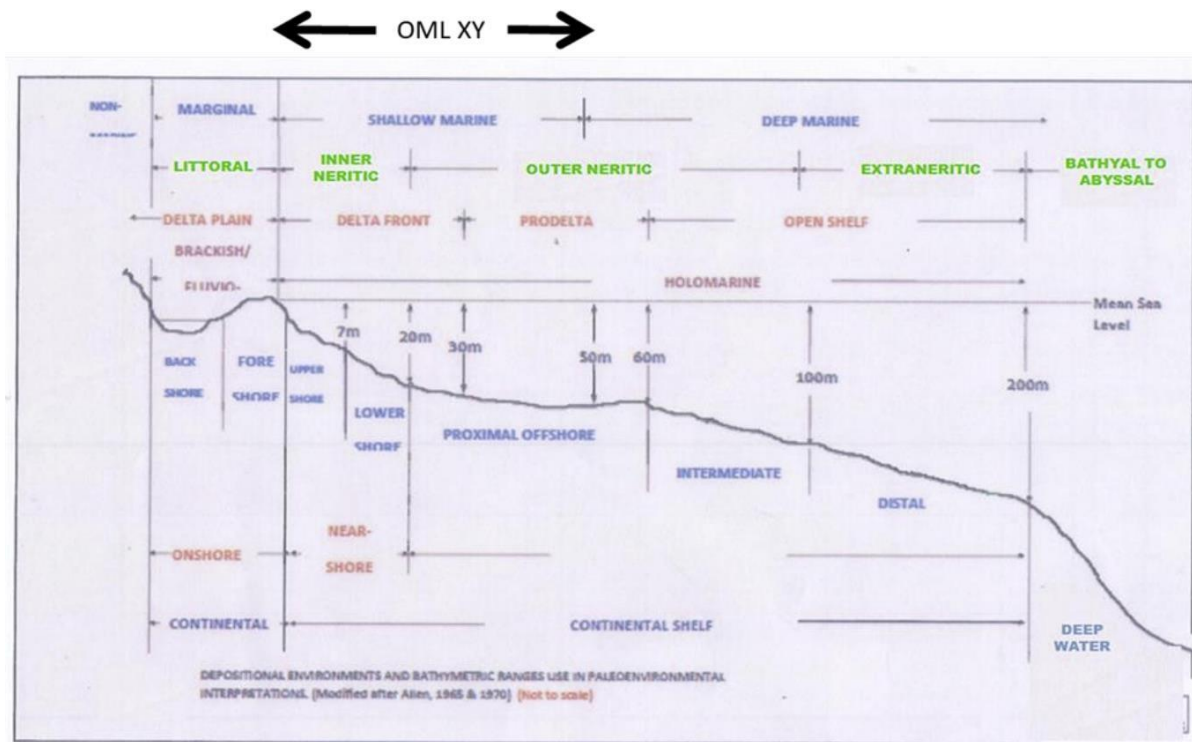 OML XY
NON-
MARGINAL
SHALLOW MARINE
DEEP MARINE
LITTORAL
INNER
NERITIC
OUTER NERITIC
EXTRANERITIC
BATHYAL TO
ABYSSAL
DELTA PLAIN
DELTA FRONT
PRODELTA
OPEN SHELF
BRACKISH/
FLUVIO-
HOLOMARINE
Mean Sea
Level
7m
20m
30m
50m
60m
100m
200m
BACK
SHORE
FORE
SHORE
UPPER
SHORE
LOWER
SHORE
PROXIMAL OFFSHORE
INTERMEDIATE
DISTAL
ONSHORE
NEAR-
SHORE
CONTINENTAL
CONTINENTAL SHELF
DEEP
WATER
DEPOSITIONAL ENVIRONMENTS AND BATHYMETRIC RANGES USE IN PALEOENVIRONMENTAL
INTERPRETATIONS. (Modified after Allen, 1965 & 1970) (Not to scale)